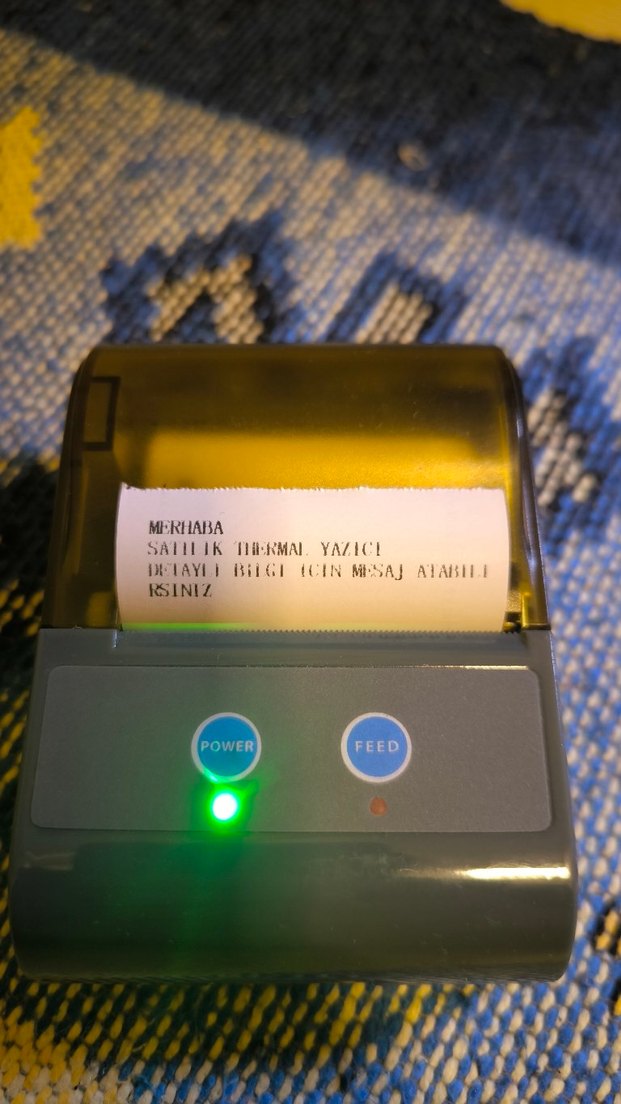 MERHABA
SATILIK THERMAL YAZICI
DETAYLI BILGI ICIN MESAJ ATABILI
RSINIZ
POWER
FEED